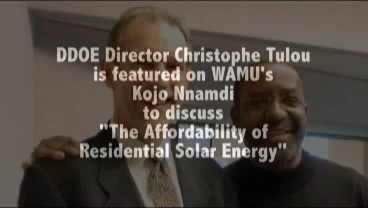 DDOE Director Christophe Tulou
is featured on WAMU's
Kojo Nnamdi
to discuss
"The Affordability of
Residential Solar Energy"